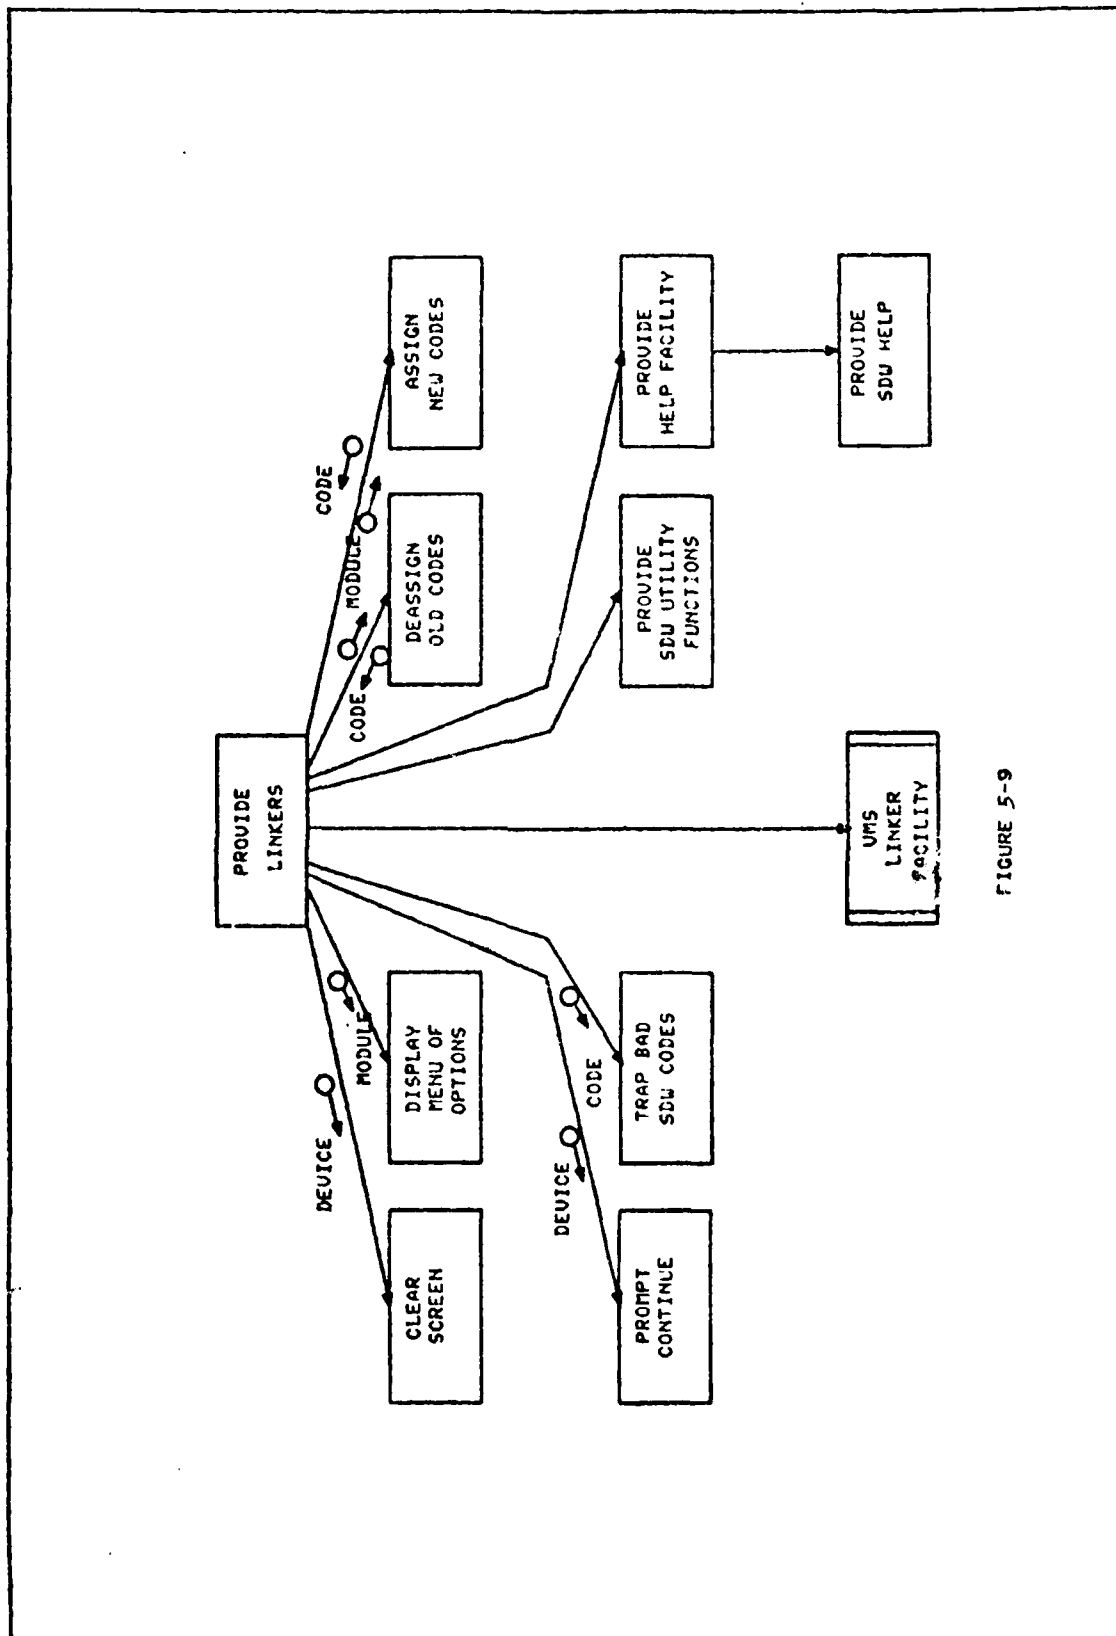 PROVIDE
LINKERS
DEVICE
MODULE
CODE
MODULE
CODE
CLEAR
SCREEN
DISPLAY
MENU OF
OPTIONS
DEASSIGN
OLD CODES
ASSIGN
NEW CODES
DEVICE
CODE
PROMPT
CONTINUE
TRAP BAD
SDW CODES
PROVIDE
SDW UTILITY
FUNCTIONS
PROVIDE
HELP FACILITY
VMS
LINKER
FACILITY
PROVIDE
SDW HELP
FIGURE 5-9